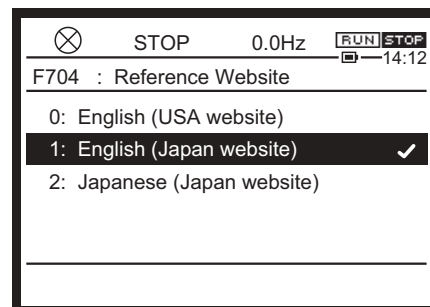 STOP 0.0Hz RUN STOP
14:12
F704 : Reference Website
0: English (USA website)
1: English (Japan website)
2: Japanese (Japan website)